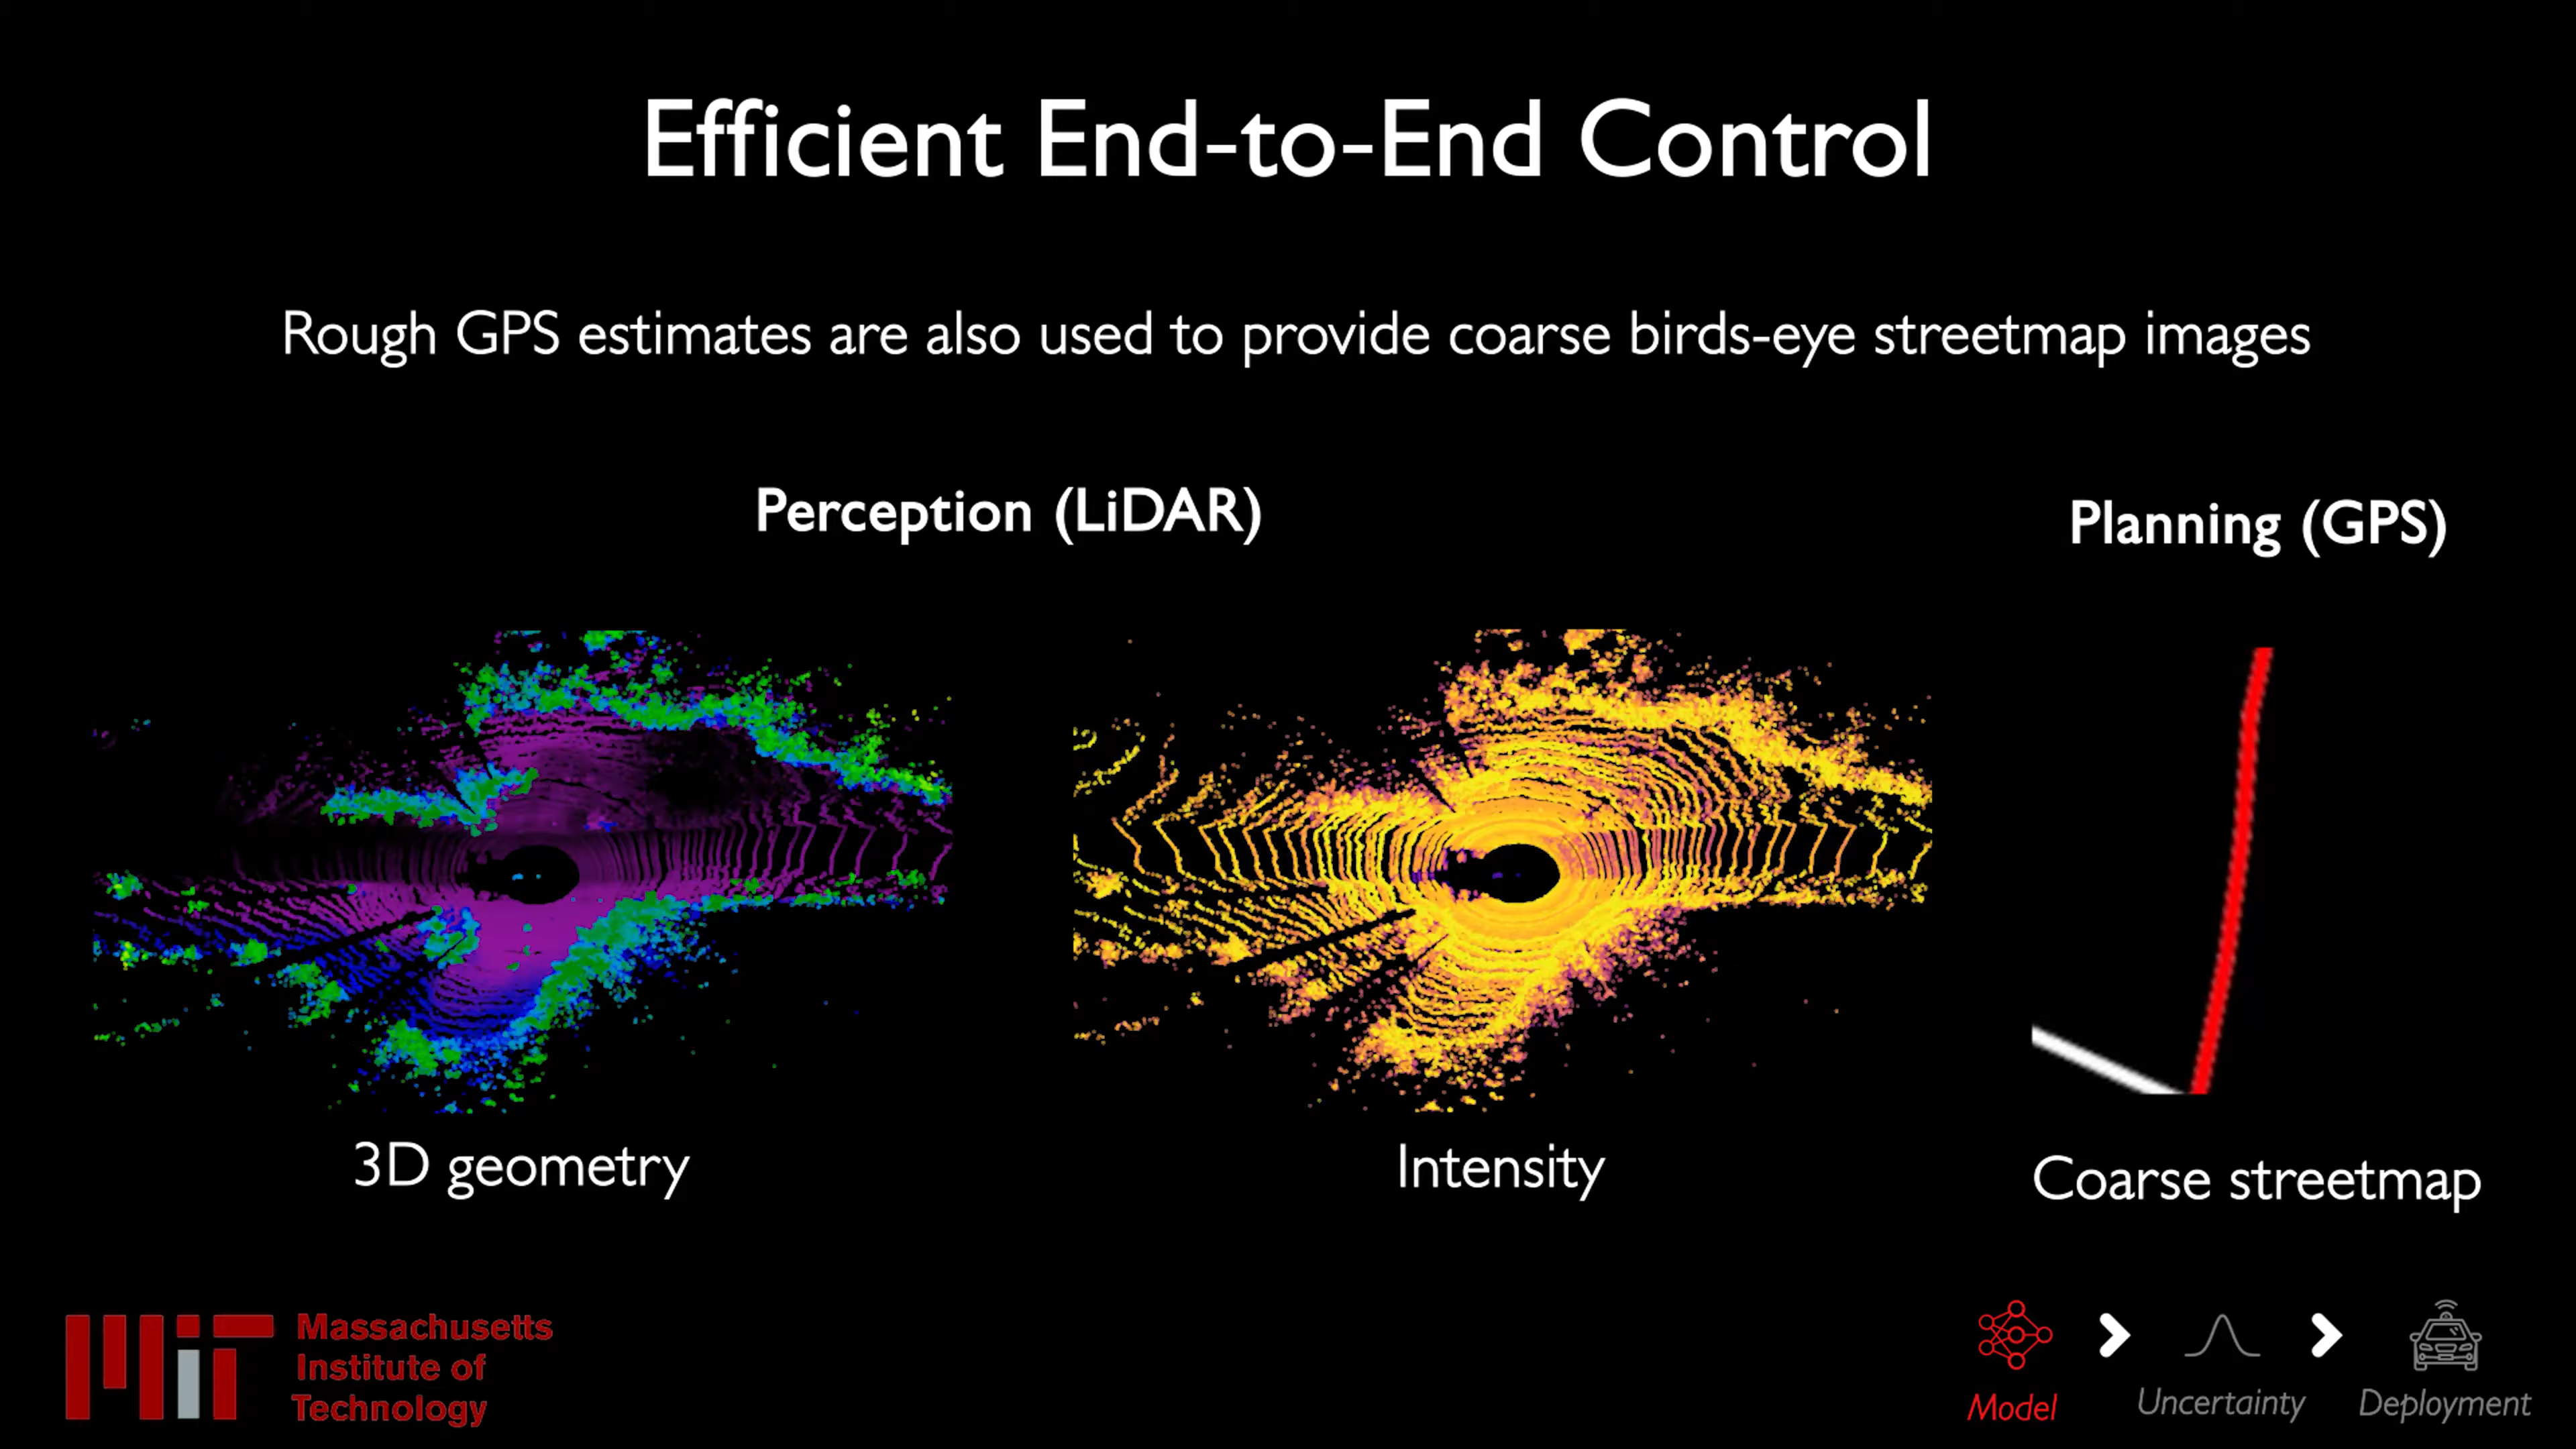 Efficient End-to-End Control
Rough GPS estimates are also used to provide coarse birds-eye streetmap images
Perception (LiDAR)
Planning (GPS)
3D geometry
Intensity
Coarse streetmap
MIT
Massachusetts
Institute of
Technology
Model
Uncertainty
Deployment